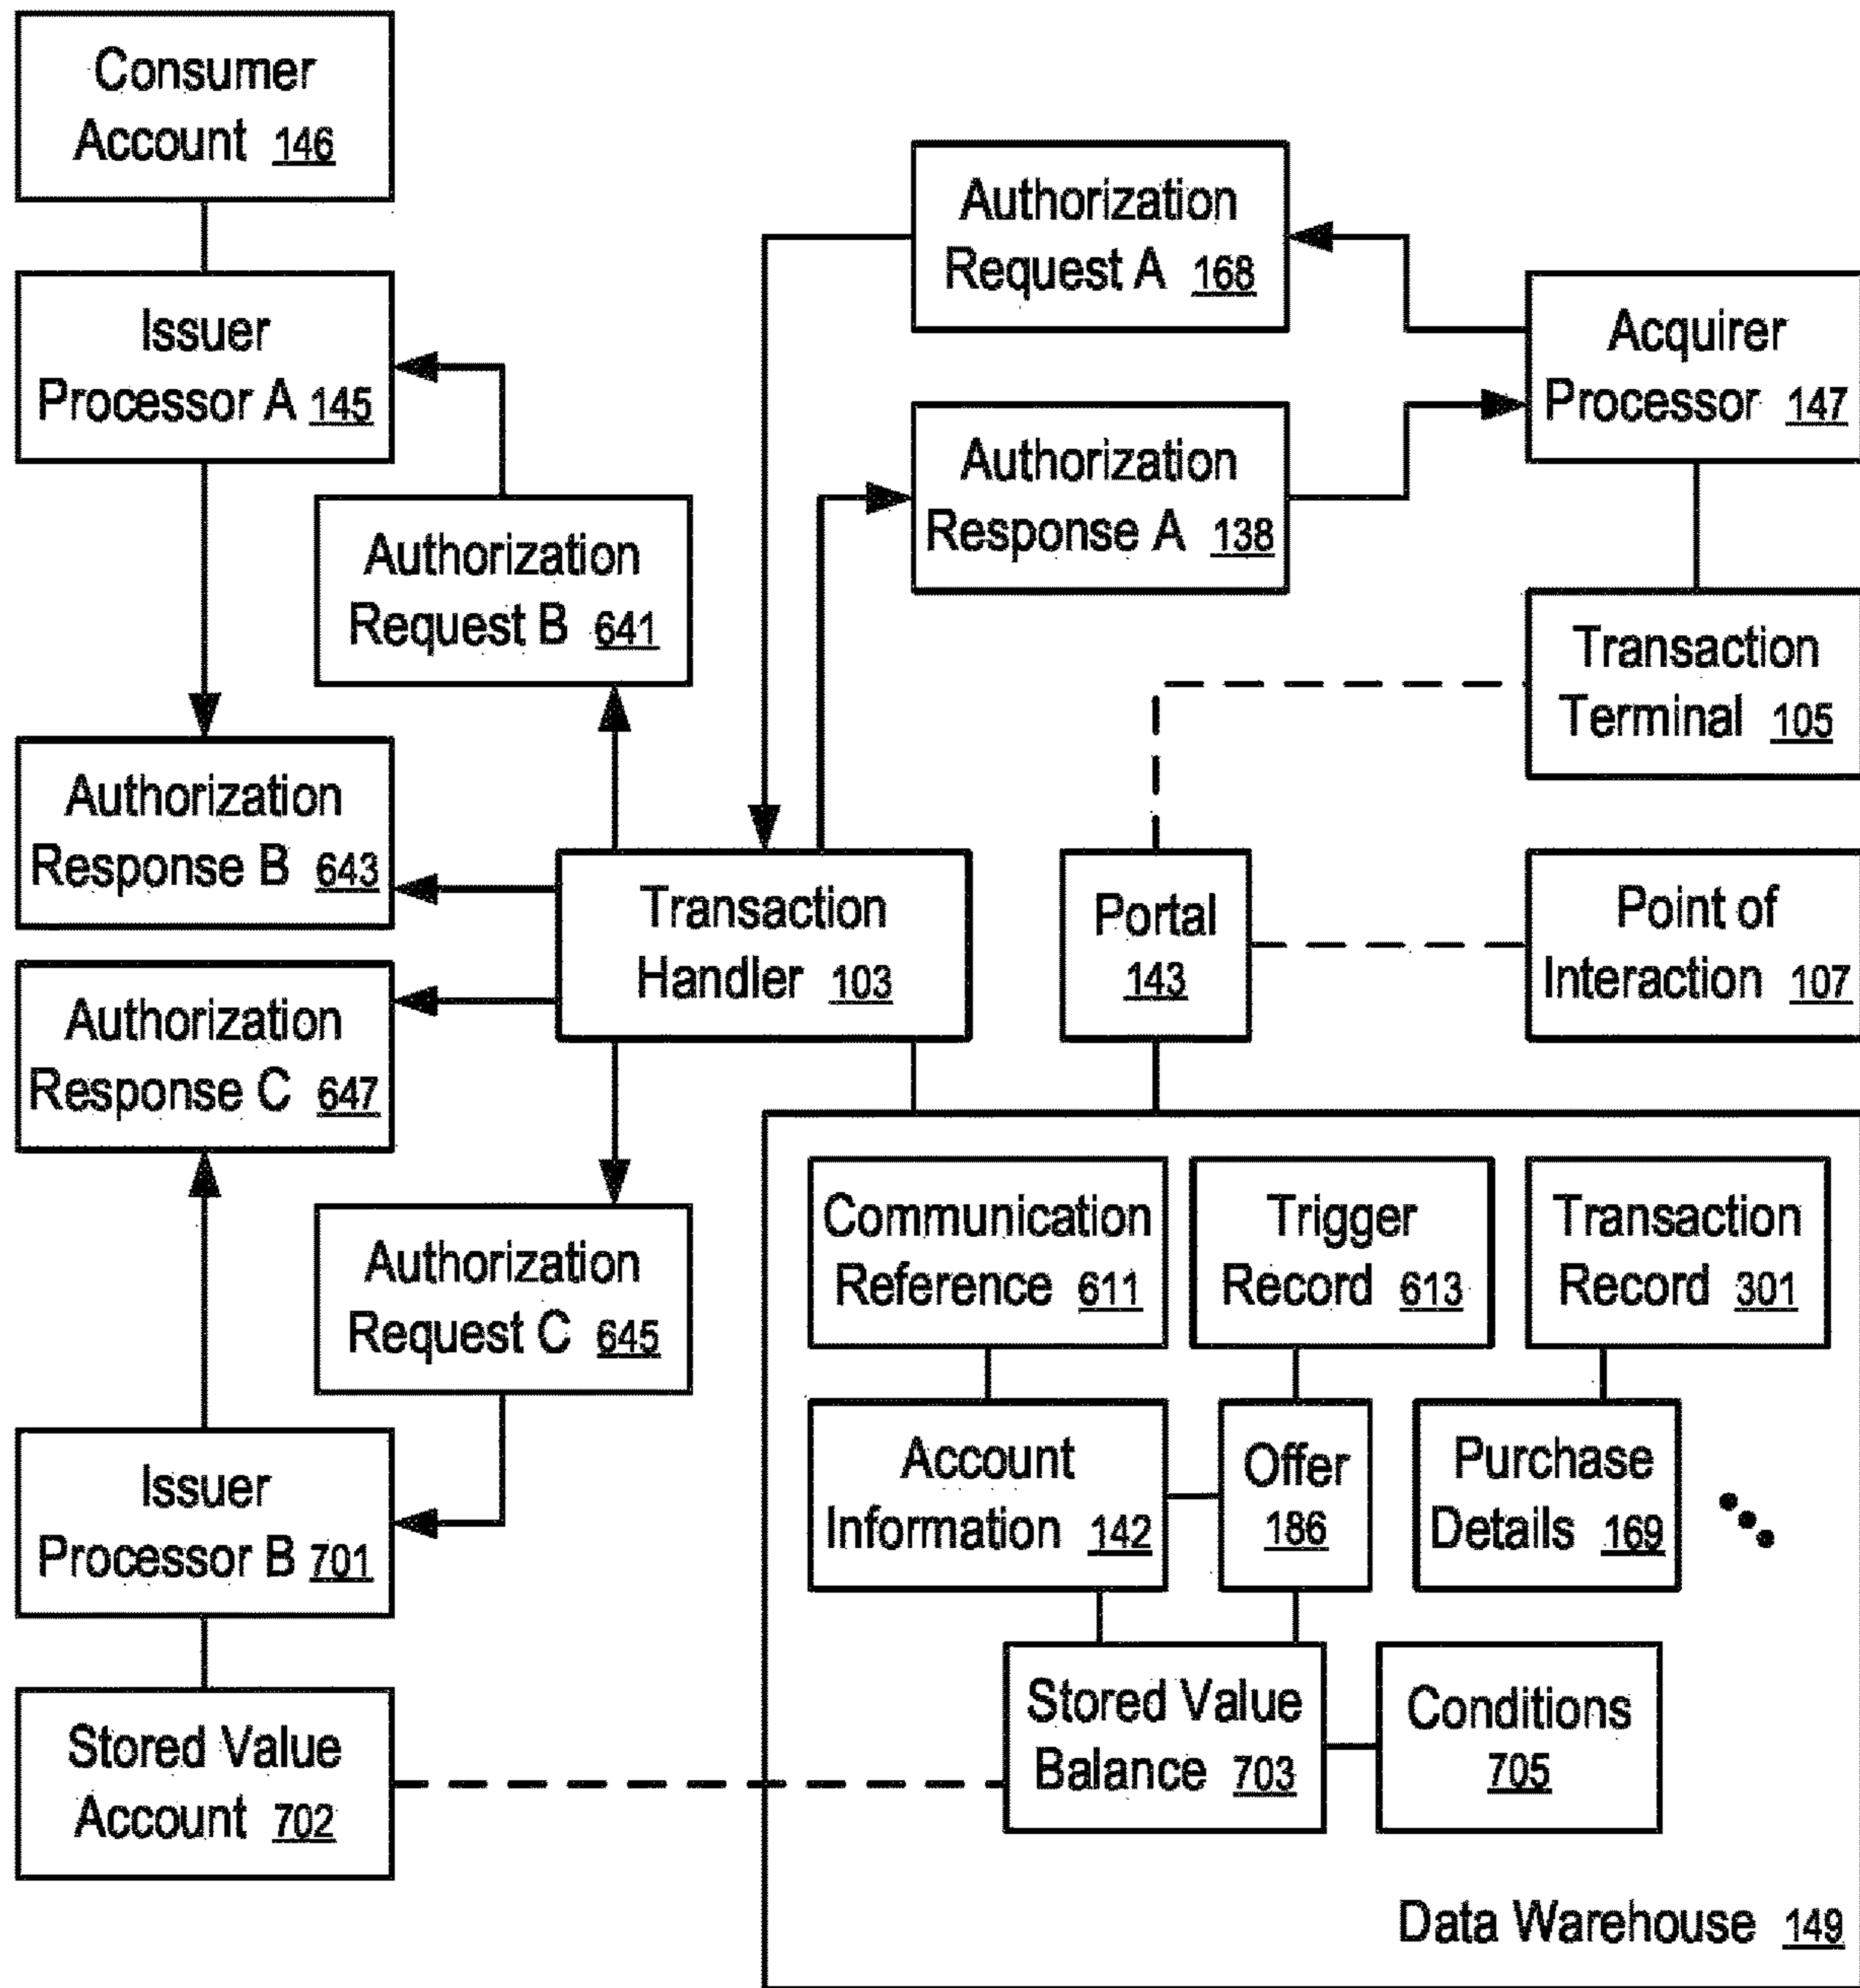 Consumer
Account 146
Issuer
Processor A 145
Authorization
Request B 641
Authorization
Response B 643
Authorization
Response C 647
Authorization
Request C 645
Issuer
Processor B 701
Stored Value
Account 702
Authorization
Request A 168
Authorization
Response A 138
Acquirer
Processor 147
Transaction
Terminal 105
Transaction
Handler 103
Portal
143
Point of
Interaction 107
Communication
Reference 611
Trigger
Record 613
Transaction
Record 301
Account
Information 142
Offer
186
Purchase
Details 169
Stored Value
Balance 703
Conditions
705
Data Warehouse 149